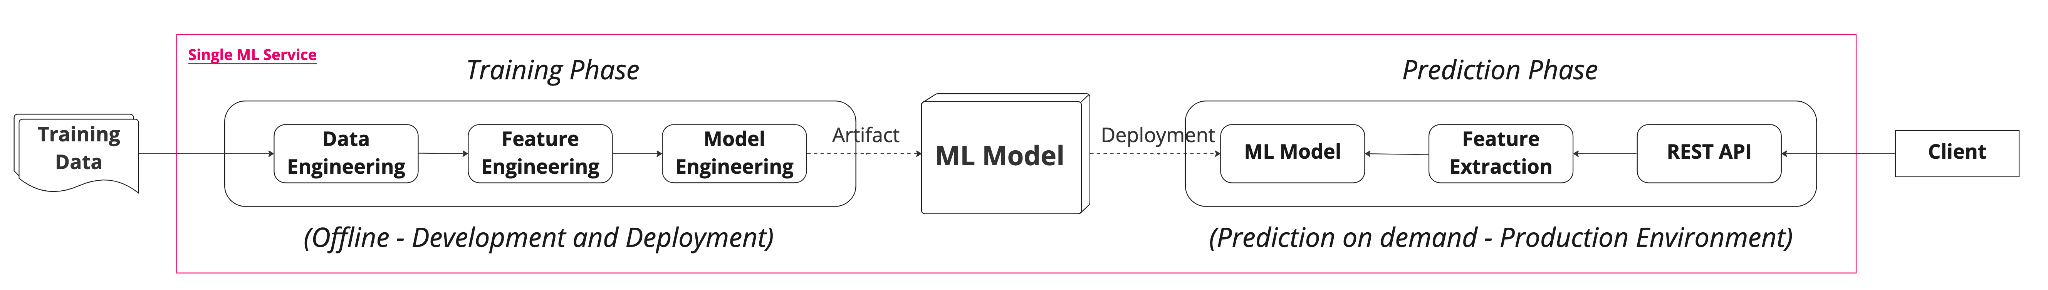 Single ML Service
Training Phase
Prediction Phase
Training
Data
Data
Engineering
Feature
Engineering
Model
Engineering
Artifact
ML Model
Deployment
ML Model
Feature
Extraction
REST API
Client
(Offline - Development and Deployment)
(Prediction on demand - Production Environment)